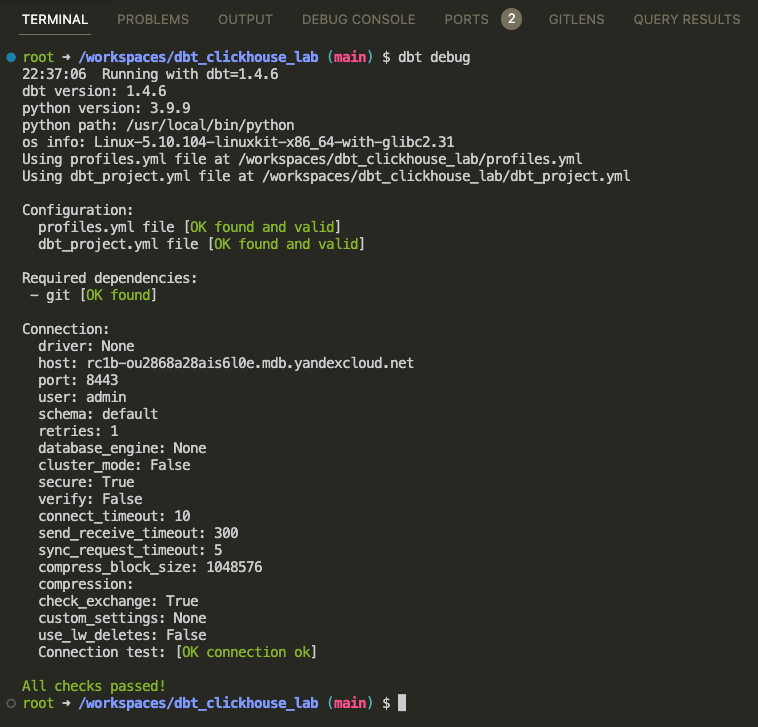 TERMINAL PROBLEMS OUTPUT DEBUG CONSOLE PORTS 2 GITLENS QUERY RESULTS
root ➜ /workspaces/dbt_clickhouse_lab (main) $ dbt debug
22:37:06  Running with dbt=1.4.6
dbt version: 1.4.6
python version: 3.9.9
python path: /usr/local/bin/python
os info: Linux-5.10.104-linuxkit-x86_64-with-glibc2.31
Using profiles.yml file at /workspaces/dbt_clickhouse_lab/profiles.yml
Using dbt_project.yml file at /workspaces/dbt_clickhouse_lab/dbt_project.yml
Configuration:
  profiles.yml file [OK found and valid]
  dbt_project.yml file [OK found and valid]
Required dependencies:
 - git [OK found]
Connection:
  driver: None
  host: rc1b-ou2868a28ais6l0e.mdb.yandexcloud.net
  port: 8443
  user: admin
  schema: default
  retries: 1
  database_engine: None
  cluster_mode: False
  secure: True
  verify: False
  connect_timeout: 10
  send_receive_timeout: 300
  sync_request_timeout: 5
  compress_block_size: 1048576
  compression:
  check_exchange: True
  custom_settings: None
  use_lw_deletes: False
  Connection test: [OK connection ok]
All checks passed!
root ➜ /workspaces/dbt_clickhouse_lab (main) $